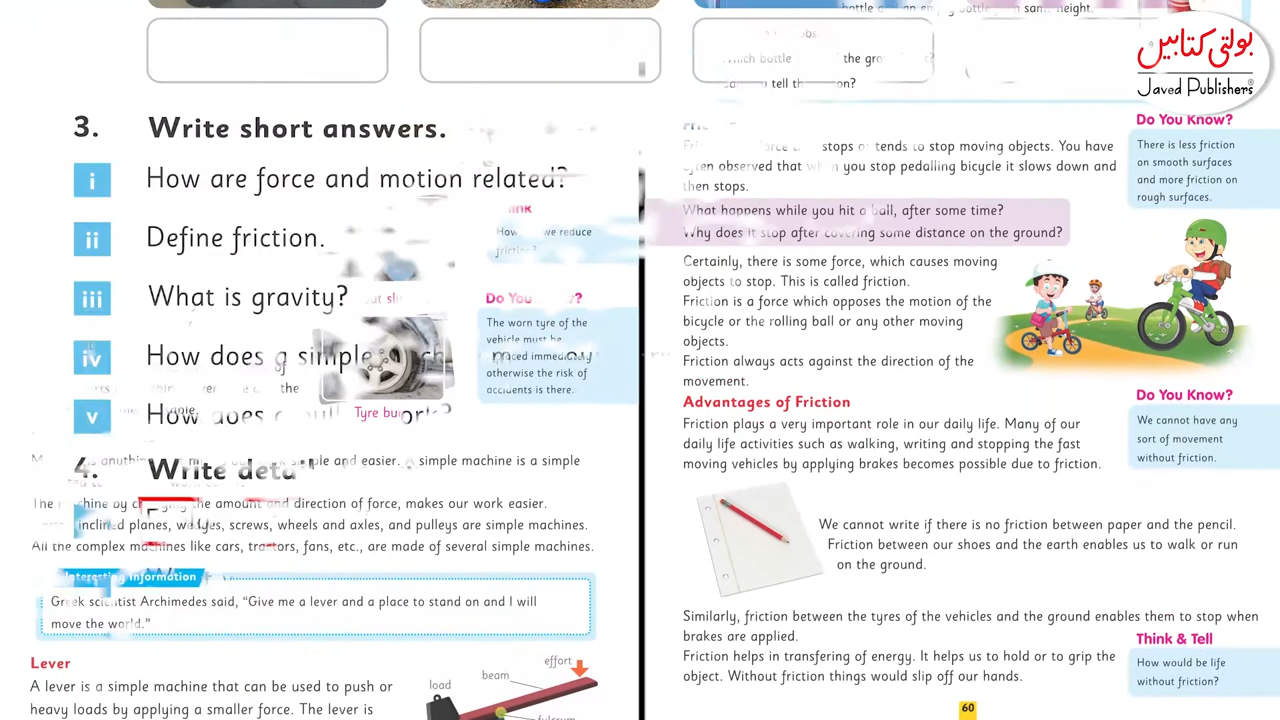 بولتی کتابیں
Javed Publishers
3. Write short answers.
i How are force and motion related?
ii Define friction.
iii What is gravity?
iv How does a simple
v How does
4. Write
Do You Know?
The worn tyre of the
vehicle must be
otherwise the risk of
accidents is there.
Tyre
anything
and easier. A simple machine is a simple
The machine by changing the amount and direction of force, makes our work easier.
inclined planes, wedges, screws, wheels and axles, and pulleys are simple machines.
All the complex machines like cars, tractors, fans, etc., are made of several simple machines.
Interesting Information
Greek scientist Archimedes said, “Give me a lever and a place to stand on and I will
move the world.”
Lever
A lever is a simple machine that can be used to push or
heavy loads by applying a smaller force. The lever is
effort
beam
load
fulcrum
same height.
tell
stops or tends to stop moving objects. You have
often observed that when you stop pedalling bicycle it slows down and
then stops.
What happens while you hit a ball, after some time?
Why does it stop after covering some distance on the ground?
Certainly, there is some force, which causes moving
objects to stop. This is called friction.
Friction is a force which opposes the motion of the
bicycle or the rolling ball or any other moving
objects.
Friction always acts against the direction of the
movement.
Advantages of Friction
Friction plays a very important role in our daily life. Many of our
daily life activities such as walking, writing and stopping the fast
moving vehicles by applying brakes becomes possible due to friction.
We cannot write if there is no friction between paper and the pencil.
Friction between our shoes and the earth enables us to walk or run
on the ground.
Similarly, friction between the tyres of the vehicles and the ground enables them to stop when
brakes are applied.
Friction helps in transfering of energy. It helps us to hold or to grip the
object. Without friction things would slip off our hands.
Do You Know?
There is less friction
on smooth surfaces
and more friction on
rough surfaces.
Do You Know?
We cannot have any
sort of movement
without friction.
Think & Tell
How would be life
without friction?
60